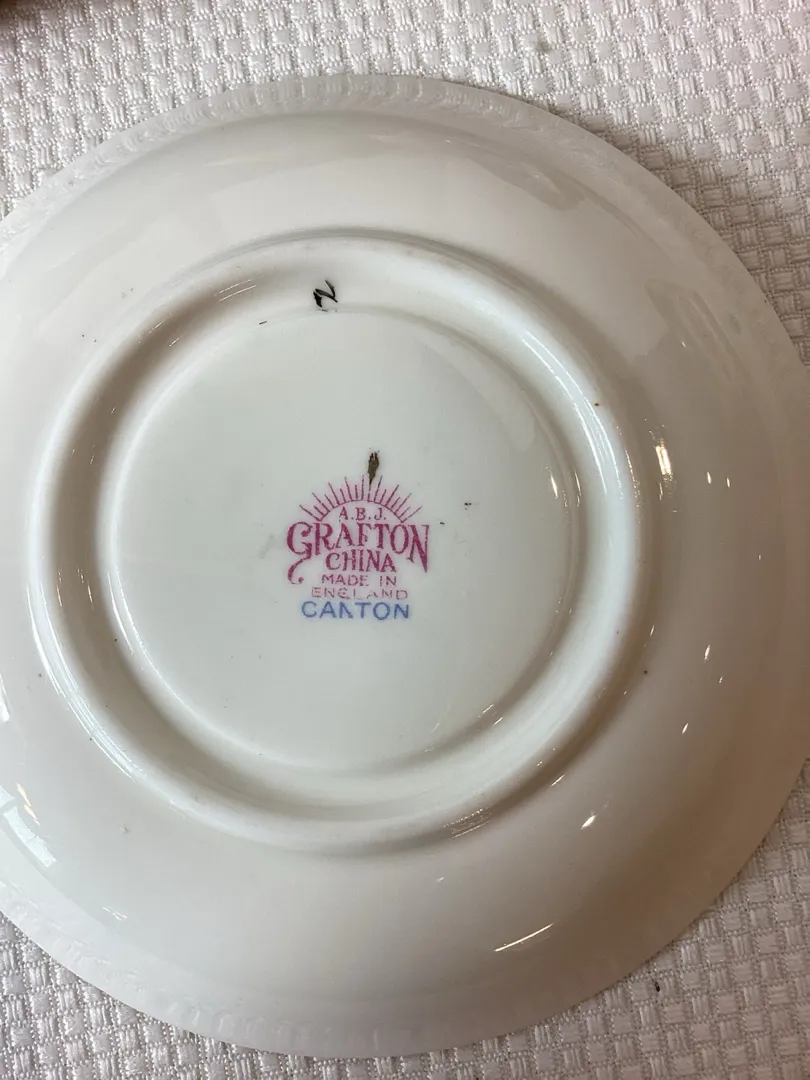 N
A.B.J.
GRAFTON
CHINA
MADE IN
ENGLAND
CANTON